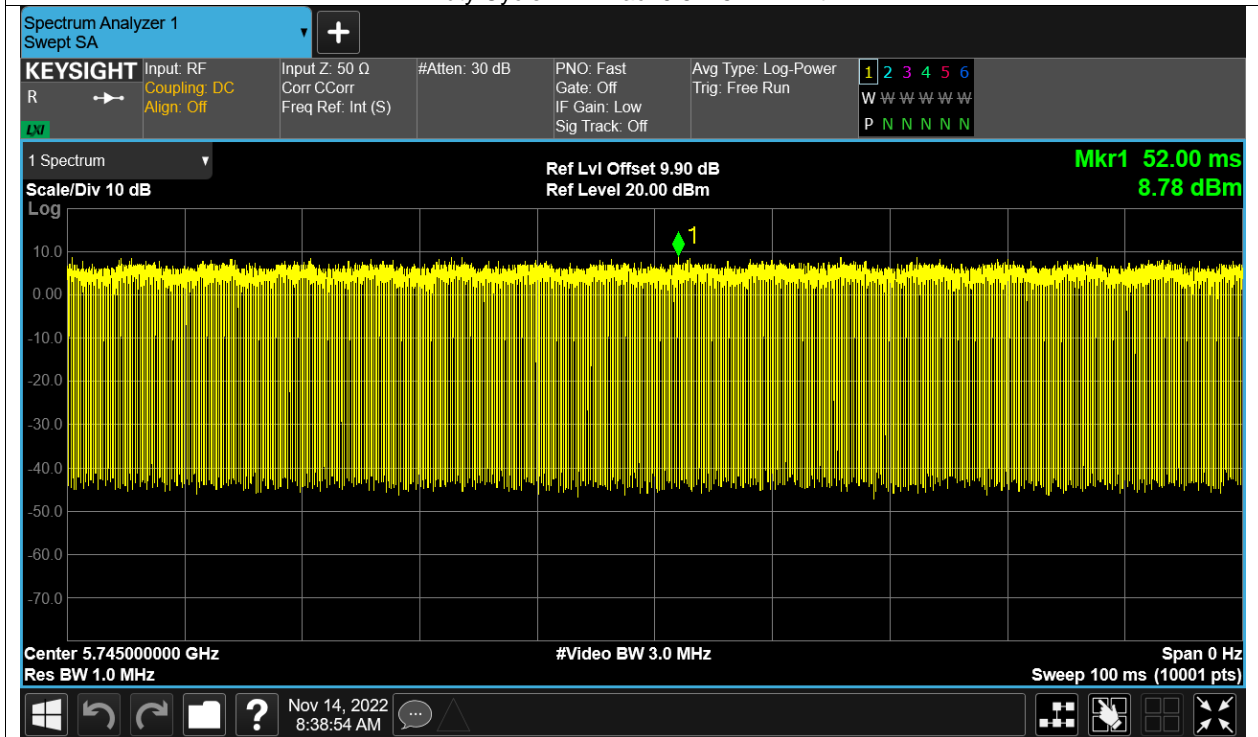 Spectrum Analyzer 1
Swept SA
+
KEYSIGHT
R
LXI
Input: RF
Coupling: DC
Align: Off
Input Z: 50 Ω
Corr CCorr
Freq Ref: Int (S)
#Atten: 30 dB
PNO: Fast
Gate: Off
IF Gain: Low
Sig Track: Off
Avg Type: Log-Power
Trig: Free Run
1 2 3 4 5 6
W W W W W W
P N N N N N
1 Spectrum
Scale/Div 10 dB
Log
Ref Lvl Offset 9.90 dB
Ref Level 20.00 dBm
Mkr1 52.00 ms
8.78 dBm
1
10.0
0.00
-10.0
-20.0
-30.0
-40.0
-50.0
-60.0
-70.0
Center 5.745000000 GHz
Res BW 1.0 MHz
#Video BW 3.0 MHz
Span 0 Hz
Sweep 100 ms (10001 pts)
?
Nov 14, 2022
8:38:54 AM